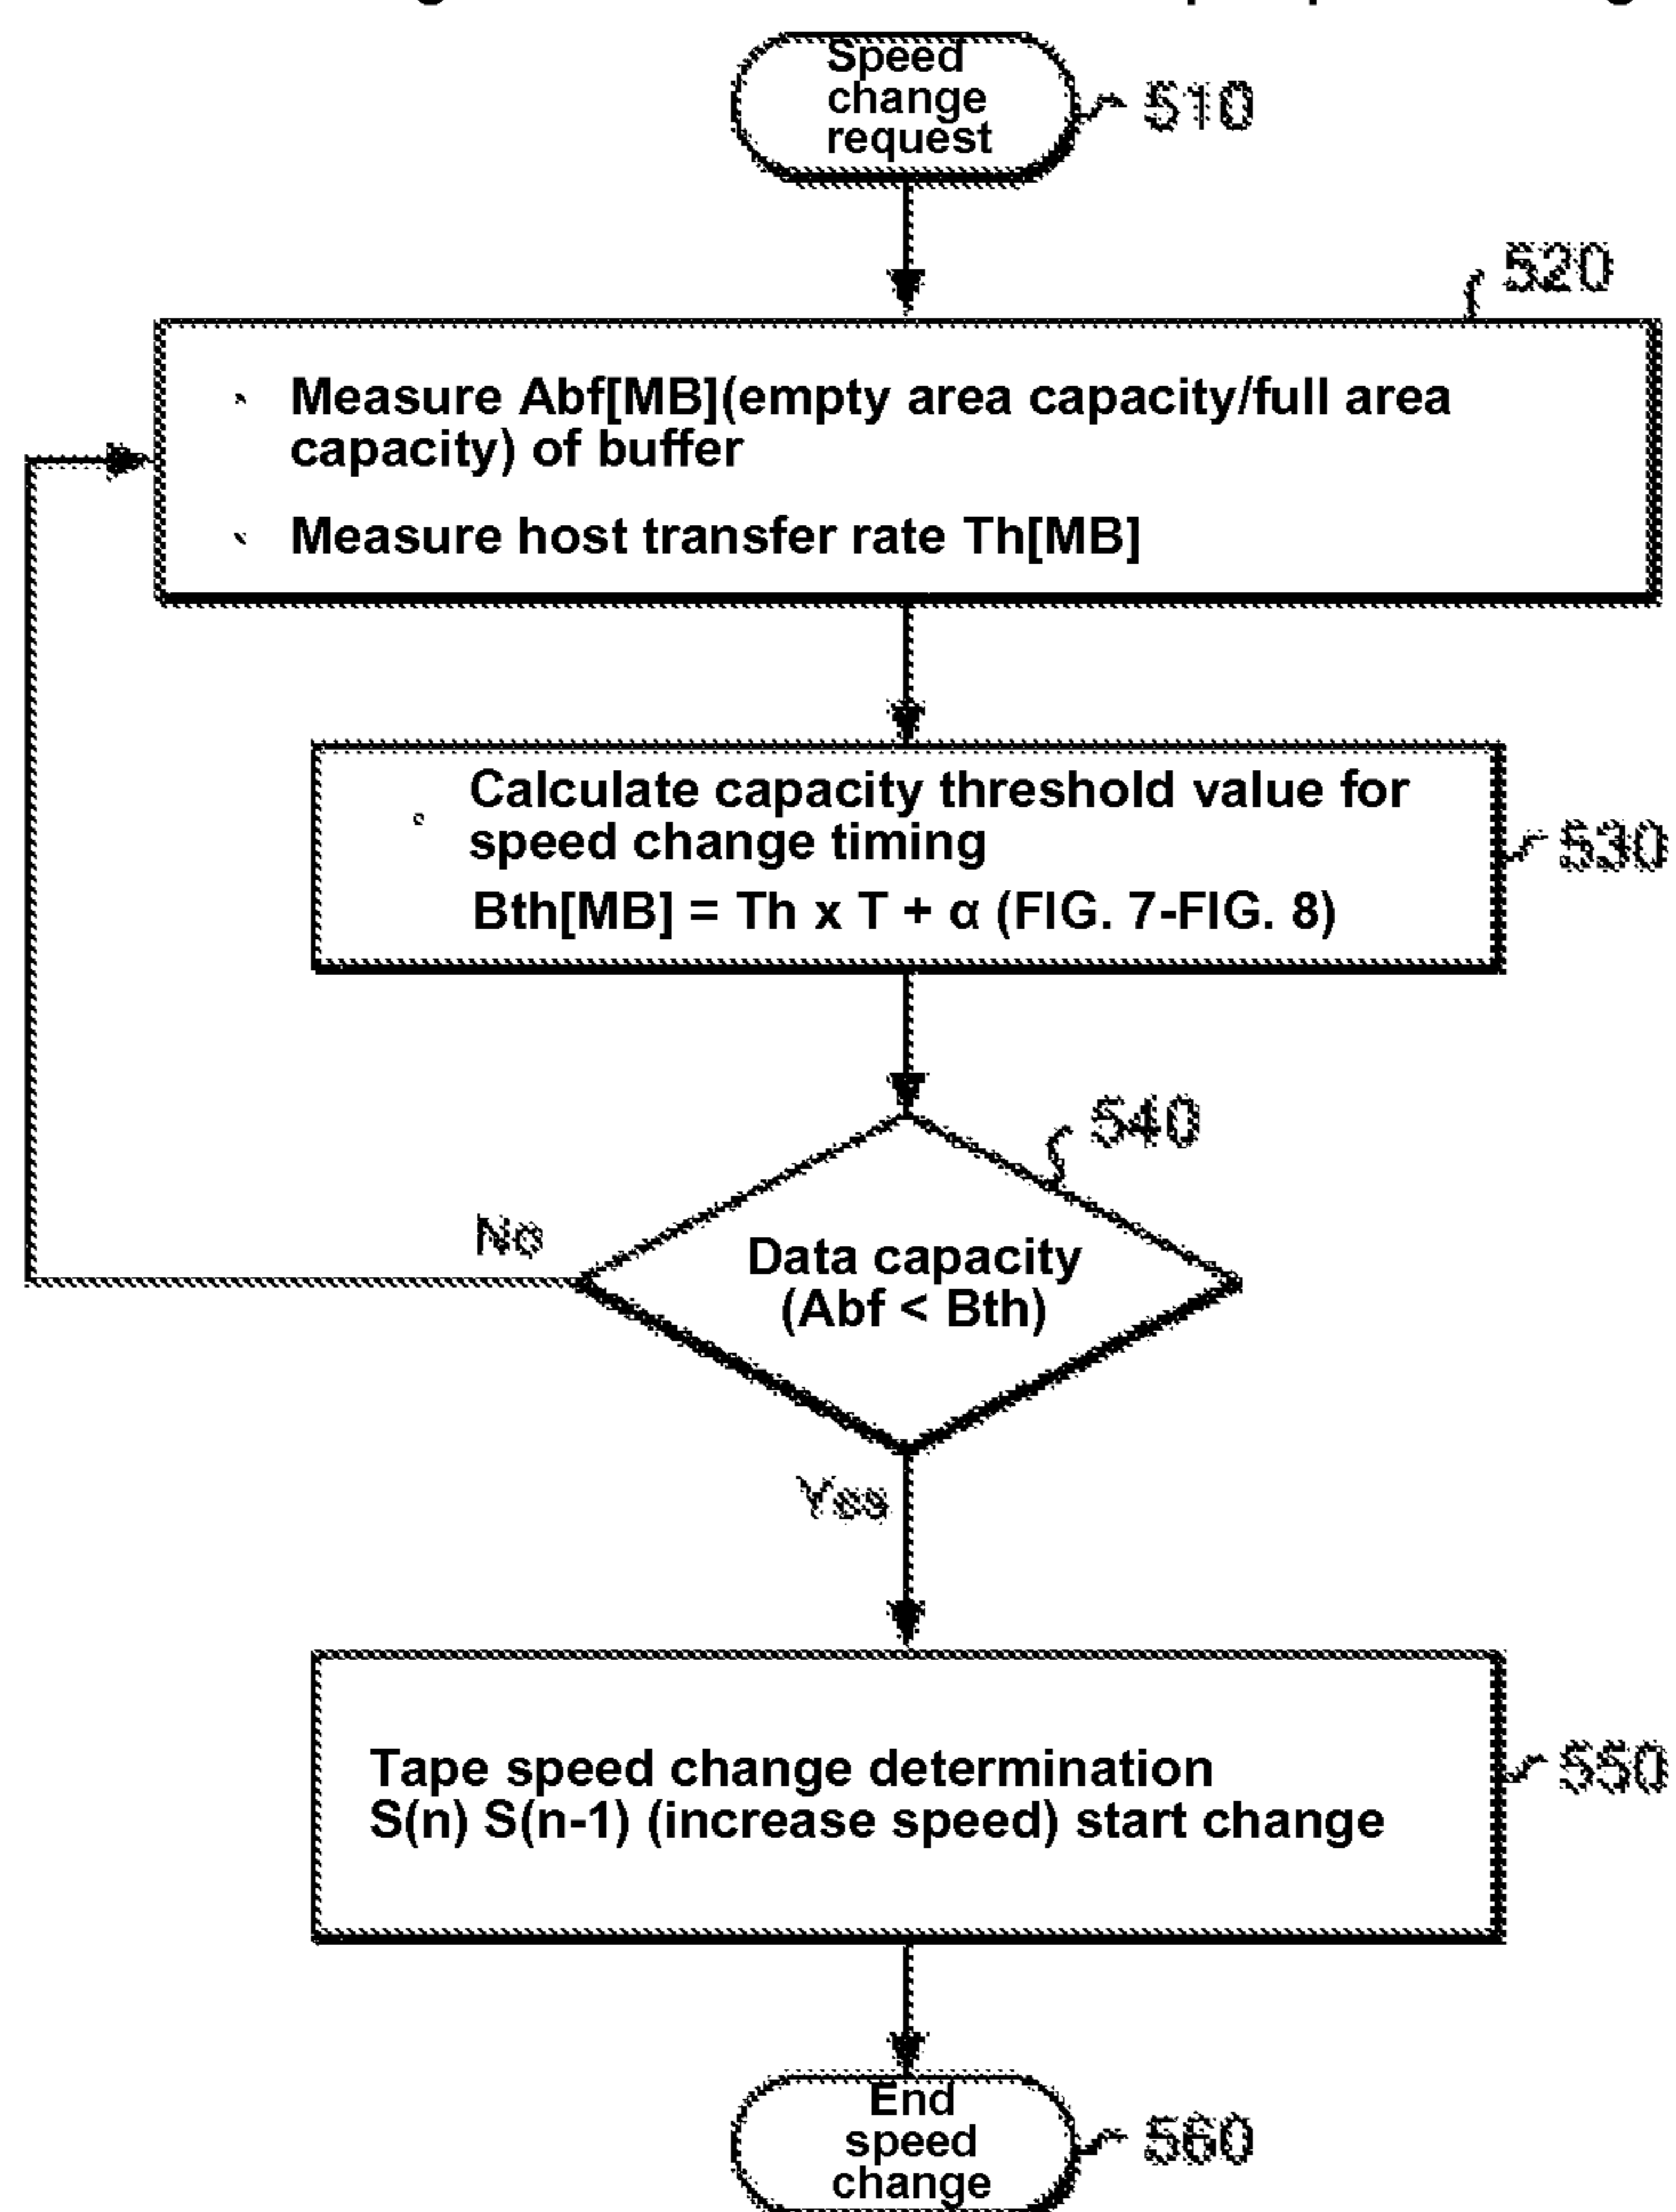 Speed
change
request
510
520
Measure Abf[MB](empty area capacity/full area
capacity) of buffer
Measure host transfer rate Th[MB]
Calculate capacity threshold value for
speed change timing
Bth[MB] = Th x T + α (FIG. 7-FIG. 8)
530
540
No
Data capacity
(Abf < Bth)
Yes
Tape speed change determination
S(n) S(n-1) (increase speed) start change
550
End
speed
change
560